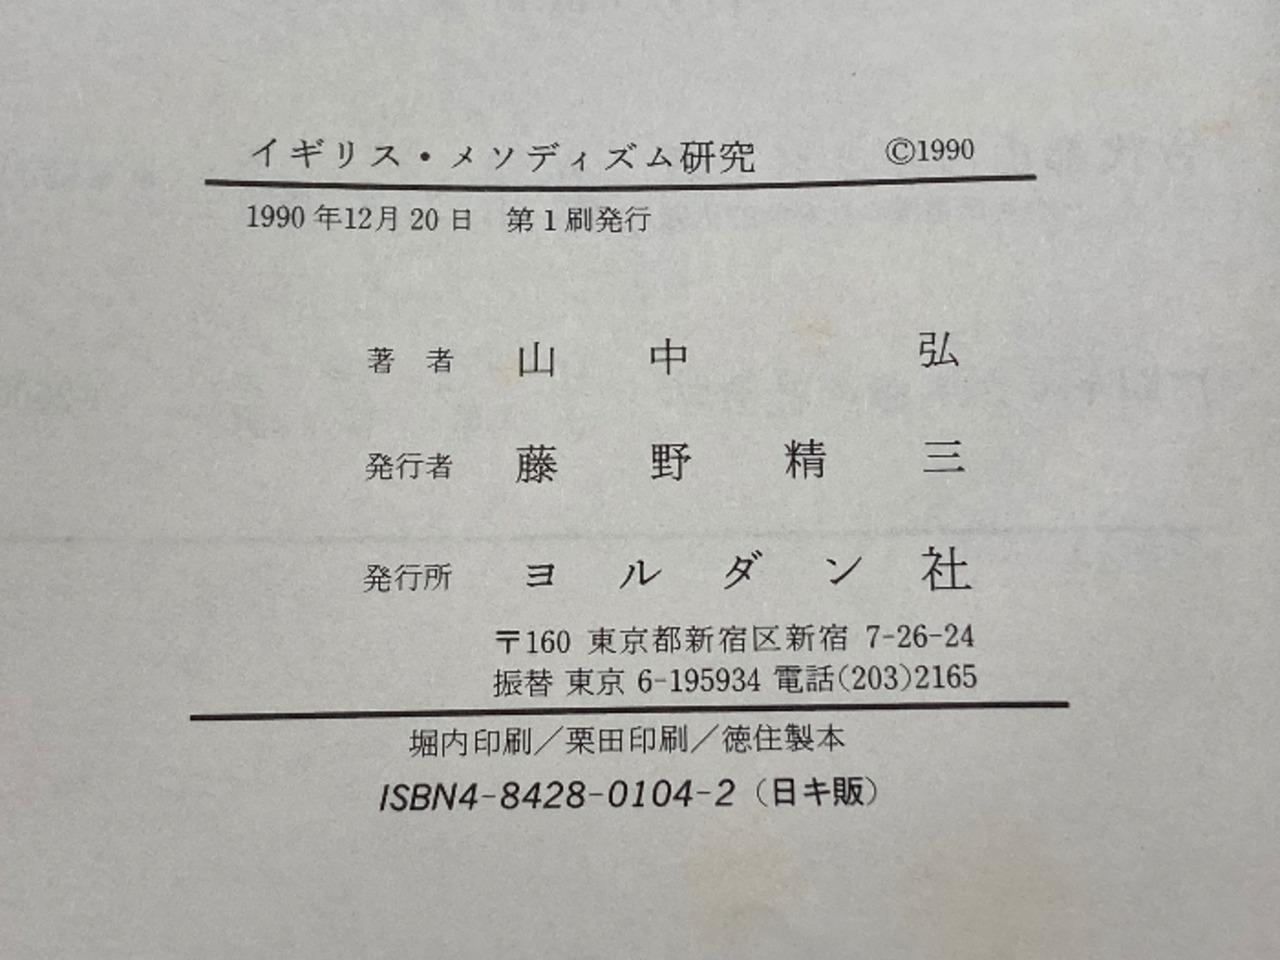 イギリス・メソディズム研究 ©1990
1990年12月20日 第1刷発行
著者 山中 弘
発行者 藤野精三
発行所 ヨルダン社
〒160 東京都新宿区新宿 7-26-24
振替 東京 6-195934 電話(203)2165
堀内印刷／栗田印刷／徳住製本
ISBN4-8428-0104-2（日キ販）